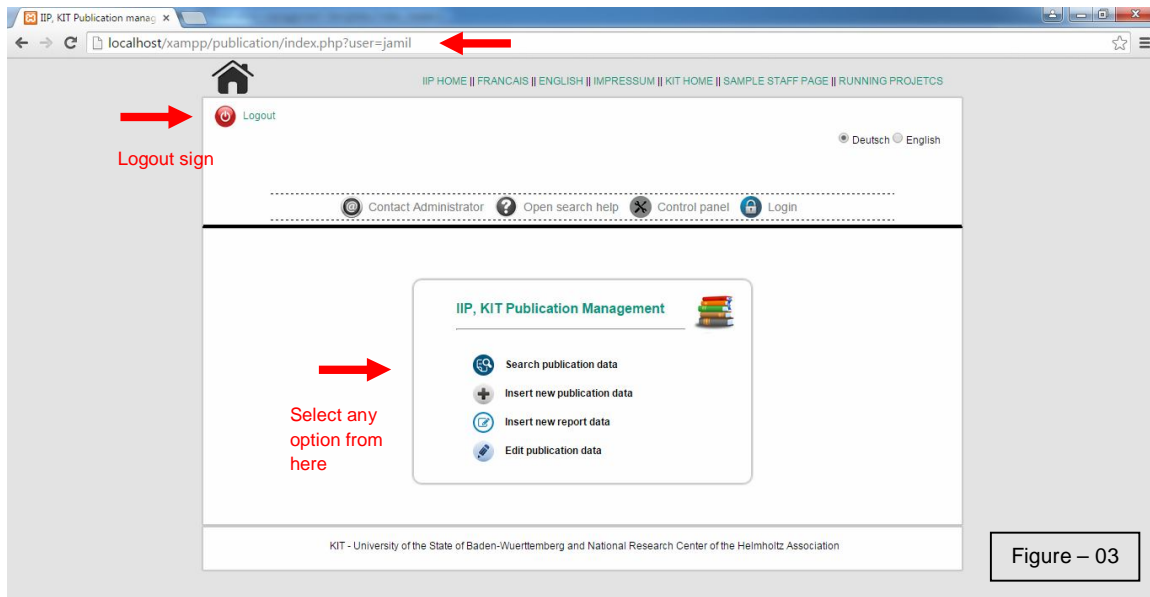 IIP, KIT Publication manag
localhost/xampp/publication/index.php?user=jamil
IIP HOME || FRANCAIS || ENGLISH || IMPRESSUM || KIT HOME || SAMPLE STAFF PAGE || RUNNING PROJETCS
Logout
Logout sign
Deutsch English
Contact Administrator Open search help Control panel Login
IIP, KIT Publication Management
Search publication data
Insert new publication data
Insert new report data
Edit publication data
Select any
option from
here
KIT - University of the State of Baden-Wuerttemberg and National Research Center of the Helmholtz Association
Figure – 03